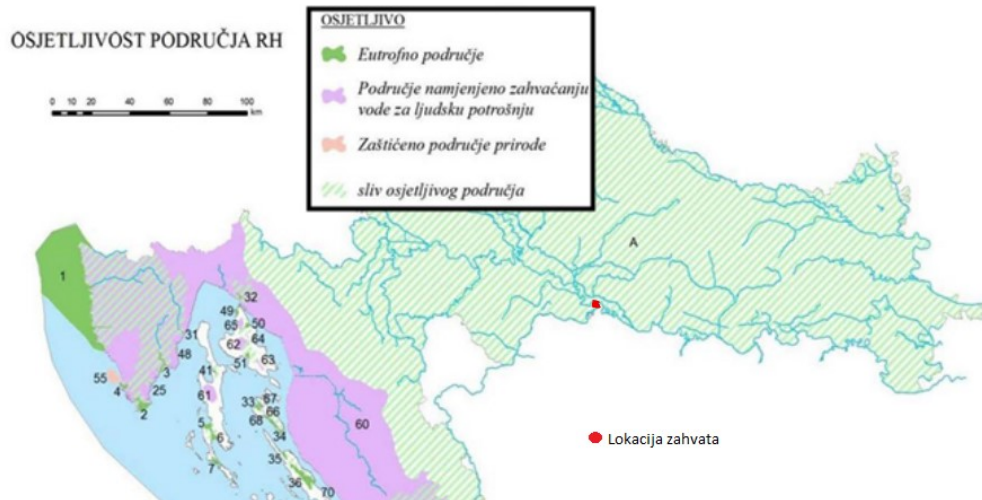 OSJETLJIVOST PODRUČJA RH
0 10 20 40 60 80 100
km
OSJETLJIVO
Eutrofno područje
Područje namjenjeno zahvaćanju
vode za ljudsku potrošnju
Zaštićeno područje prirode
sliv osjetljivog područja
A
1
32
49
50
65
31
64
62
48
51
63
3
41
55
4
25
61
33
67
2
66
68
60
5
34
6
Lokacija zahvata
35
7
36
70